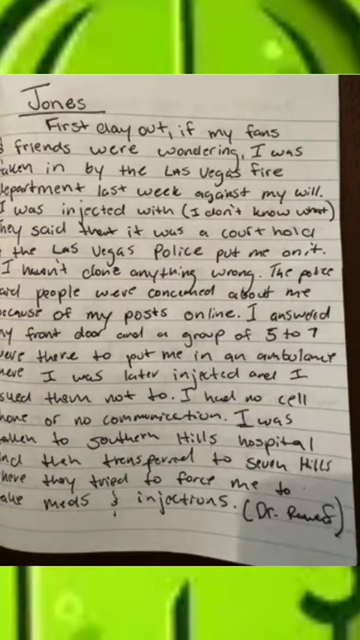 Jones
First day out, if my fans
& friends were wondering. I was
taken in by the Las Vegas fire
department last week against my will.
I was injected with (I don't know what)
they said that it was a court hold
& the Las Vegas Police put me on it.
I hadn't done anything wrong. The police
said people were concerned about me
because of my posts online. I answered
my front door and a group of 5 to 7
were there to put me in an ambulance
where I was later injected and I
asked them not to. I had no cell
phone or no communication. I was
taken to Southern Hills hospital
and then transferred to Seven Hills
where they tried to force me to
take meds & injections. (Dr.